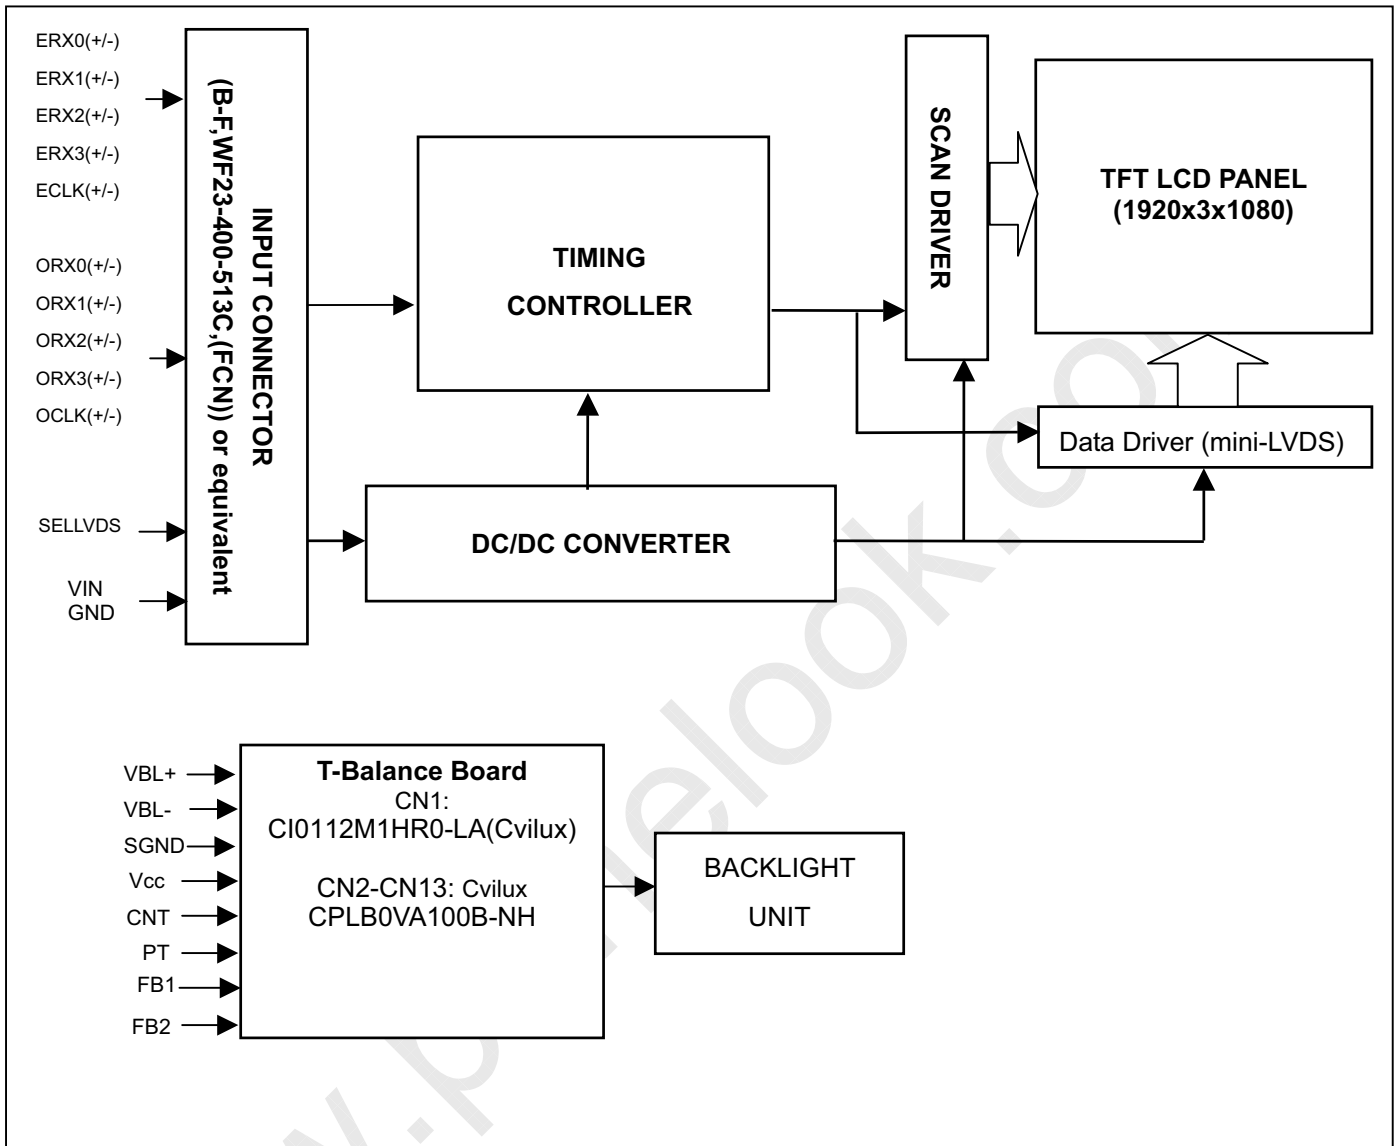 ERX0(+/-)
ERX1(+/-)
ERX2(+/-)
ERX3(+/-)
ECLK(+/-)
ORX0(+/-)
ORX1(+/-)
ORX2(+/-)
ORX3(+/-)
OCLK(+/-)
SELLVDS
VIN
GND
INPUT CONNECTOR
(B-F,WF23-400-513C,(FCN)) or equivalent
TIMING
CONTROLLER
DC/DC CONVERTER
SCAN DRIVER
TFT LCD PANEL
(1920x3x1080)
Data Driver (mini-LVDS)
VBL+
VBL-
SGND
Vcc
CNT
PT
FB1
FB2
T-Balance Board
CN1:
CI0112M1HR0-LA(Cvilux)
CN2-CN13: Cvilux
CPLB0VA100B-NH
BACKLIGHT
UNIT